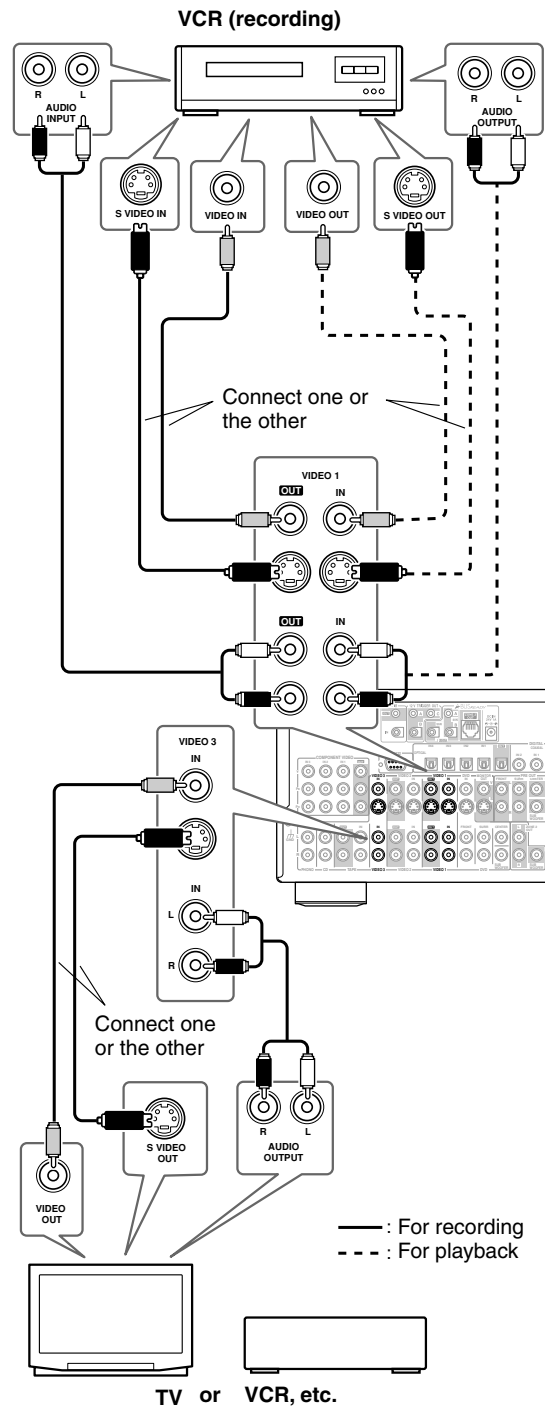 VCR (recording)
R L
AUDIO
INPUT
R L
AUDIO
OUTPUT
S VIDEO IN
VIDEO IN
VIDEO OUT
S VIDEO OUT
Connect one or
the other
VIDEO 1
OUT IN
OUT IN
VIDEO 3
IN
IN
L
R
COMPONENT VIDEO
Connect one
or the other
S VIDEO
OUT
R L
AUDIO
OUTPUT
VIDEO
OUT
: For recording
: For playback
TV or VCR, etc.